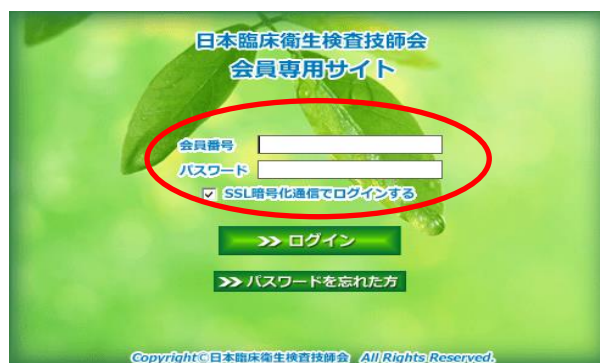 日本臨床衛生検査技師会
会員専用サイト
会員番号
パスワード
SSL暗号化通信でログインする
>> ログイン
>> パスワードを忘れた方
Copyright©日本臨床衛生検査技師会 All Rights Reserved.